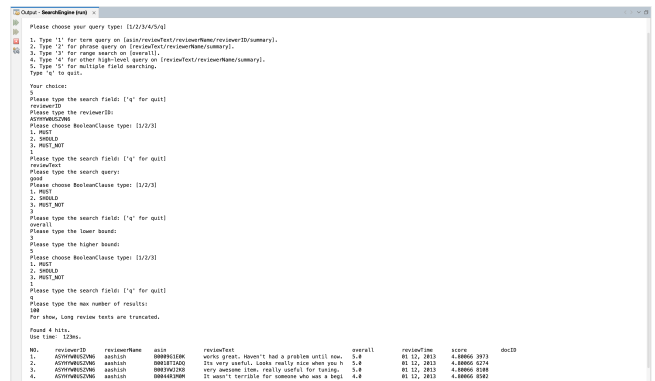 Output - SearchEngine (run) ×
Please choose your query type: [1/2/3/4/5/q]
1. Type '1' for term query on [asin/reviewText/reviewerName/reviewerID/summary].
2. Type '2' for phrase query on [reviewText/reviewerName/summary].
3. Type '3' for range search on [overall].
4. Type '4' for other high-level query on [reviewText/reviewerName/summary].
5. Type '5' for multiple field searching.
Type 'q' to quit.
Your choice:
5
Please type the search field: ['q' for quit]
reviewerID
Please type the reviewerID:
ASYHYW0USZVN6
Please choose BooleanClause type: [1/2/3]
1. MUST
2. SHOULD
3. MUST_NOT
1
Please type the search field: ['q' for quit]
reviewText
Please type the search query:
good
Please choose BooleanClause type: [1/2/3]
1. MUST
2. SHOULD
3. MUST_NOT
3
Please type the search field: ['q' for quit]
overall
Please type the lower bound:
3
Please type the higher bound:
5
Please choose BooleanClause type: [1/2/3]
1. MUST
2. SHOULD
3. MUST_NOT
1
Please type the search field: ['q' for quit]
q
Please type the max number of results:
100
For show, Long review texts are truncated.
Found 4 hits.
Use time: 123ms.
NO. reviewerID reviewerName asin reviewText overall reviewTime score docID
1. ASYHYW0USZVN6 aashish B0009G1E0K works great. Haven't had a problem until now. 5.0 01 12, 2013 4.80066 3973
2. ASYHYW0USZVN6 aashish B0018TIADQ Its very useful. Looks really nice when you h 5.0 01 12, 2013 4.80066 6274
3. ASYHYW0USZVN6 aashish B003VWJ2K8 very awesome item. really useful for tuning. 5.0 01 12, 2013 4.80066 8108
4. ASYHYW0USZVN6 aashish B0044R1M0M It wasn't terrible for someone who was a begi 4.0 01 12, 2013 4.80066 8502